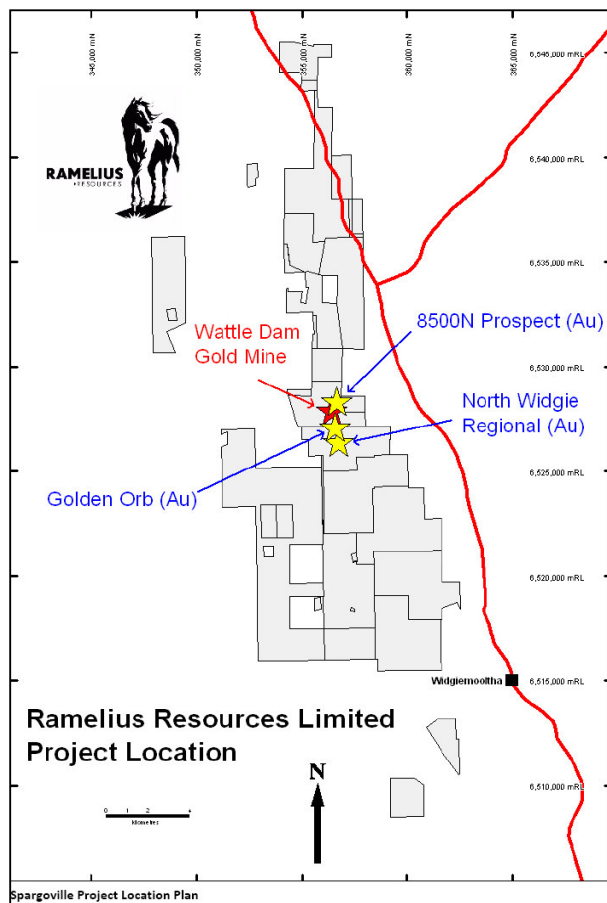 345,000 mN
350,000 mN
355,000 mN
360,000 mN
365,000 mN
6,545,000 mRL
6,540,000 mRL
RAMELIUS
RESOURCES
6,535,000 mRL
8500N Prospect (Au)
Wattle Dam
Gold Mine
6,530,000 mRL
North Widgie
Regional (Au)
Golden Orb (Au)
6,525,000 mRL
6,520,000 mRL
Widgiemooltha
6,515,000 mRL
Ramelius Resources Limited
Project Location
N
6,510,000 mRL
0 1 2 4
kilometres
Spargoville Project Location Plan